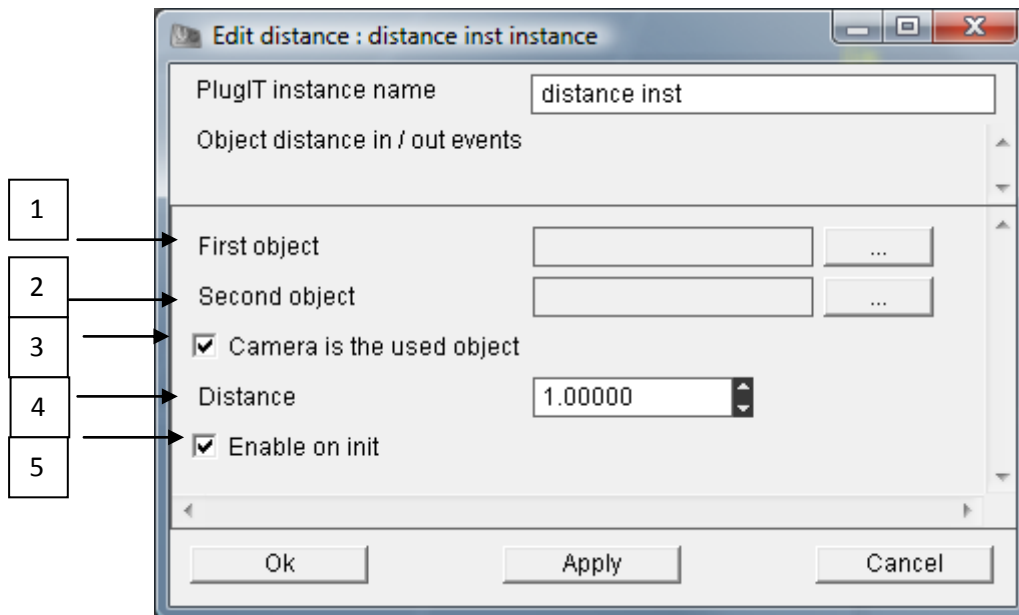 Edit distance : distance inst instance
PlugIT instance name distance inst
Object distance in / out events
1
First object ...
2
Second object ...
3
Camera is the used object
4
Distance 1.00000
5
Enable on init
Ok Apply Cancel